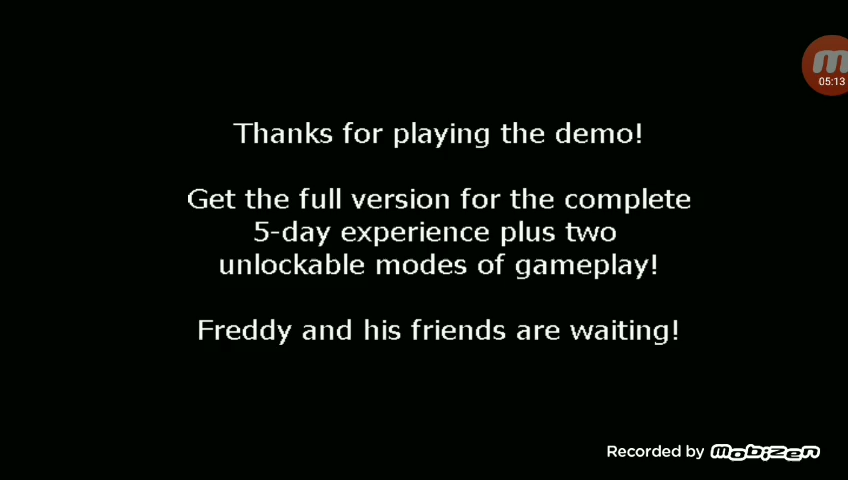 M
05:13
Thanks for playing the demo!
Get the full version for the complete
5-day experience plus two
unlockable modes of gameplay!
Freddy and his friends are waiting!
Recorded by mobizen